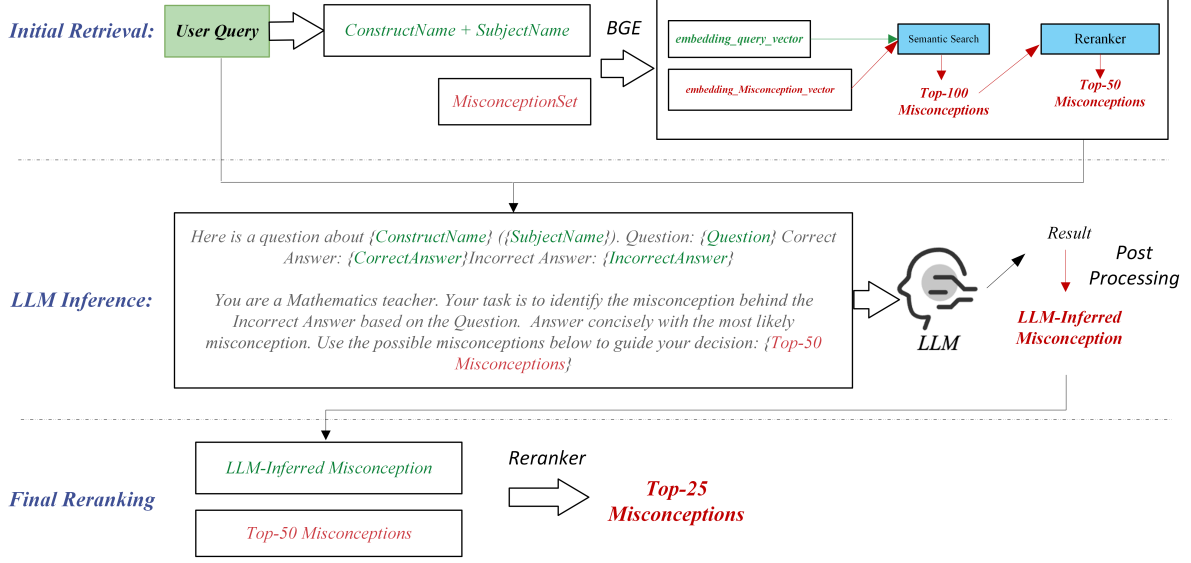 Initial Retrieval:
User Query
ConstructName + SubjectName
MisconceptionSet
BGE
embedding_query_vector
embedding_Misconception_vector
Semantic Search
Top-100
Misconceptions
Reranker
Top-50
Misconceptions
LLM Inference:
Here is a question about {ConstructName} ({SubjectName}). Question: {Question} Correct
Answer: {CorrectAnswer}Incorrect Answer: {IncorrectAnswer}
You are a Mathematics teacher. Your task is to identify the misconception behind the
Incorrect Answer based on the Question.  Answer concisely with the most likely
misconception. Use the possible misconceptions below to guide your decision: {Top-50
Misconceptions}
LLM
Result
Post
Processing
LLM-Inferred
Misconception
Final Reranking
LLM-Inferred Misconception
Top-50 Misconceptions
Reranker
Top-25
Misconceptions